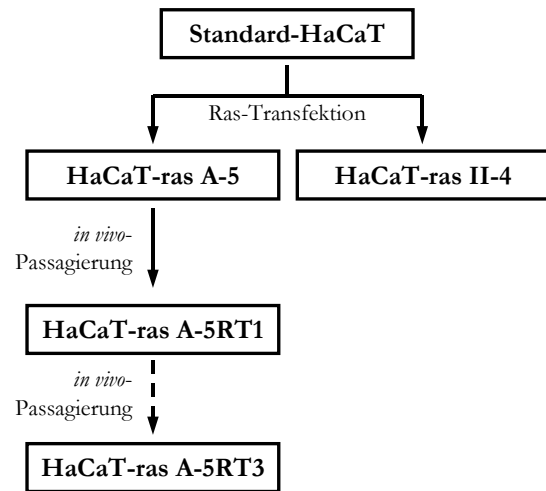 Standard-HaCaT
Ras-Transfektion
HaCaT-ras A-5
HaCaT-ras II-4
in vivo-
Passagierung
HaCaT-ras A-5RT1
in vivo-
Passagierung
HaCaT-ras A-5RT3